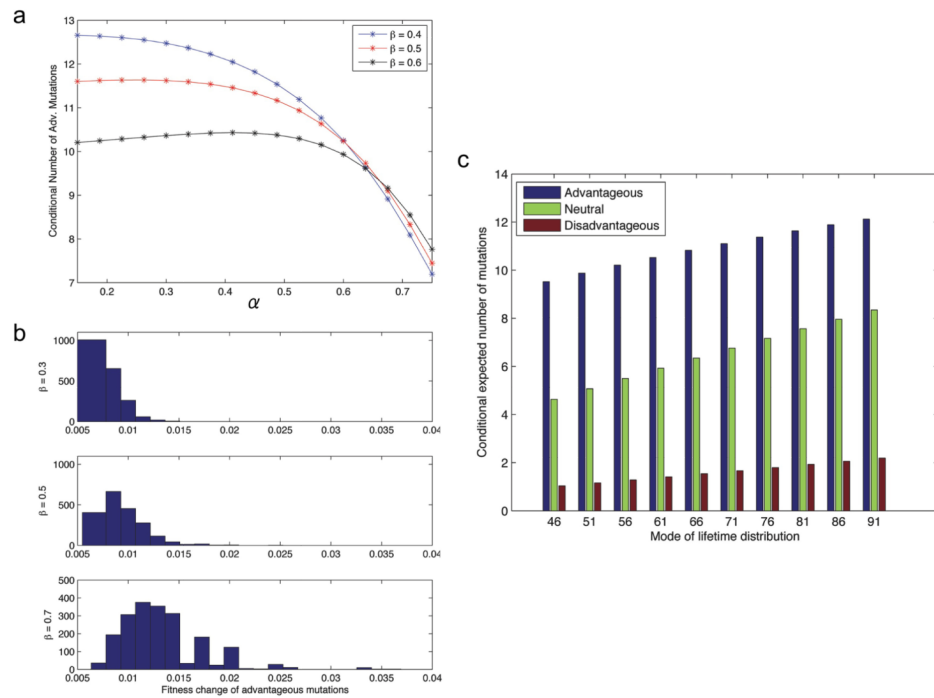 a
13
12
11
10
9
8
7
Conditional Number of Adv. Mutations
β = 0.4
β = 0.5
β = 0.6
0.2 0.3 0.4 0.5 0.6 0.7
α
b
1000
500
0
β = 0.3
0.005 0.01 0.015 0.02 0.025 0.03 0.035 0.04
1000
500
0
β = 0.5
0.005 0.01 0.015 0.02 0.025 0.03 0.035 0.04
500
400
300
200
100
0
β = 0.7
0.005 0.01 0.015 0.02 0.025 0.03 0.035 0.04
Fitness change of advantageous mutations
c
14
12
10
8
6
4
2
0
Conditional expected number of mutations
Advantageous
Neutral
Disadvantageous
46 51 56 61 66 71 76 81 86 91
Mode of lifetime distribution